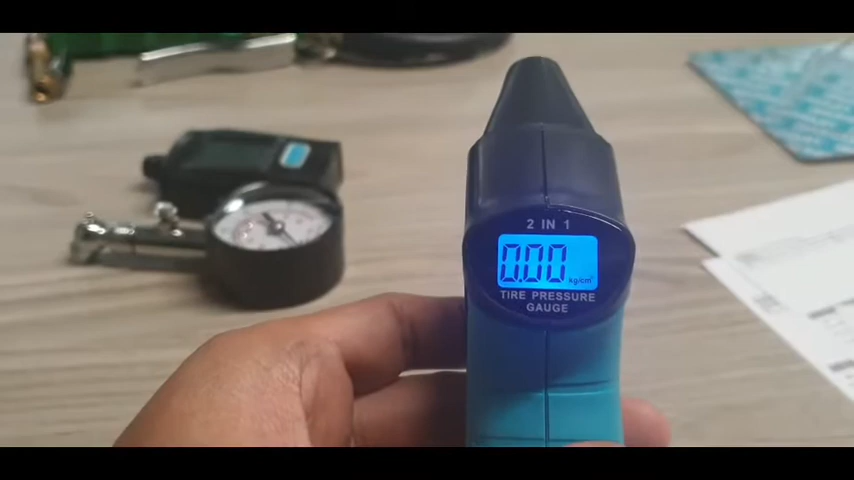 2 IN 1
0.00 kg/cm²
TIRE PRESSURE
GAUGE